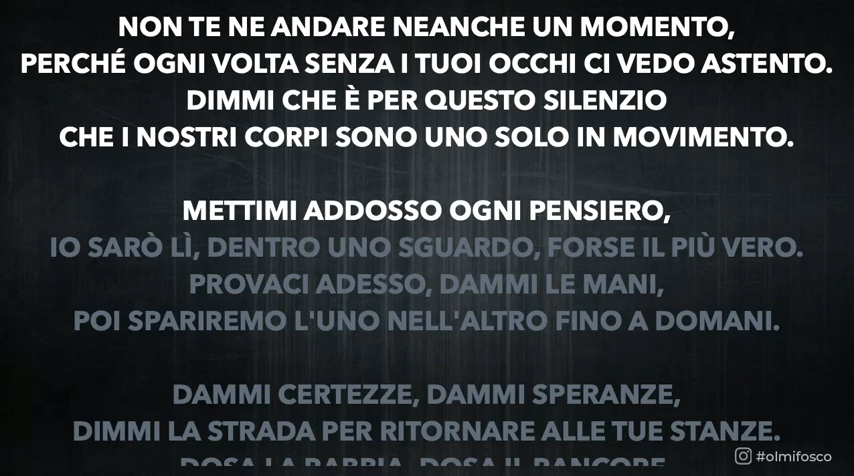 NON TE NE ANDARE NEANCHE UN MOMENTO,
PERCHÉ OGNI VOLTA SENZA I TUOI OCCHI CI VEDO ASTENTO.
DIMMI CHE È PER QUESTO SILENZIO
CHE I NOSTRI CORPI SONO UNO SOLO IN MOVIMENTO.
METTIMI ADDOSSO OGNI PENSIERO,
IO SARÒ LÌ, DENTRO UNO SGUARDO, FORSE IL PIÙ VERO.
PROVACI ADESSO, DAMMI LE MANI,
POI SPARIREMO L'UNO NELL'ALTRO FINO A DOMANI.
DAMMI CERTEZZE, DAMMI SPERANZE,
DIMMI LA STRADA PER RITORNARE ALLE TUE STANZE.
DOSA LA RABBIA, DOSA IL RANCORE
#olmifosco